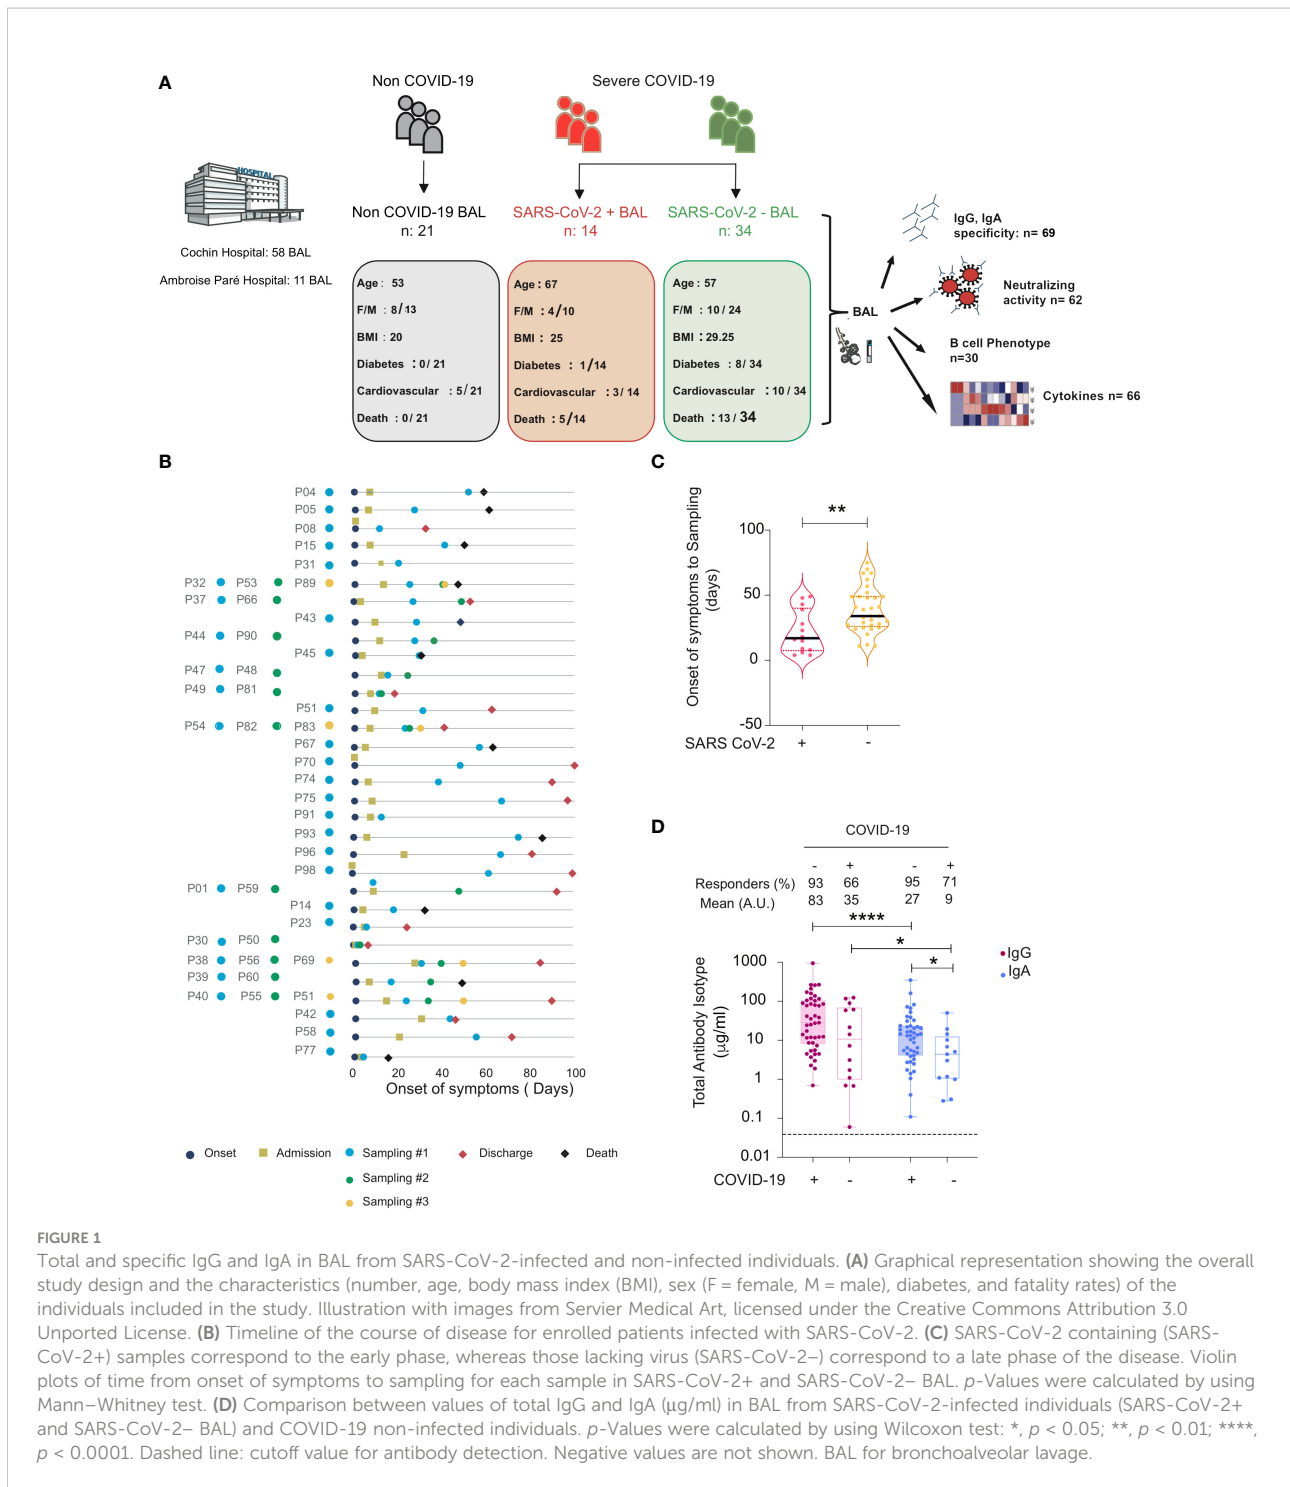 A
Non COVID-19
Severe COVID-19
HOSPITAL
Cochin Hospital: 58 BAL
Ambroise Paré Hospital: 11 BAL
Non COVID-19 BAL
n: 21
SARS-CoV-2 + BAL
n: 14
SARS-CoV-2 - BAL
n: 34
Age : 53
F/M : 8/13
BMI : 20
Diabetes : 0/ 21
Cardiovascular : 5/ 21
Death : 0/ 21
Age : 67
F/M : 4/10
BMI : 25
Diabetes : 1/14
Cardiovascular : 3/ 14
Death : 5/14
Age : 57
F/M : 10 / 24
BMI : 29.25
Diabetes : 8/ 34
Cardiovascular : 10/ 34
Death : 13 / 34
BAL
IgG, IgA
specificity: n= 69
Neutralizing
activity n= 62
B cell Phenotype
n=30
Cytokines n= 66
B
P04
P05
P08
P15
P31
P32 P53 P89
P37 P66
P43
P44 P90
P45
P47 P48
P49 P81
P51
P54 P82 P83
P67
P70
P74
P75
P91
P93
P96
P98
P01 P59
P14
P23
P30 P50
P38 P56 P69
P39 P60
P40 P55 P51
P42
P58
P77
0 20 40 60 80 100
Onset of symptoms ( Days)
Onset Admission Sampling #1 Discharge Death
Sampling #2
Sampling #3
C
Onset of symptoms to Sampling
(days)
**
100
50
0
-50
SARS CoV-2 + -
D
COVID-19
- + - +
Responders (%) 93 66 95 71
Mean (A.U.) 83 35 27 9
****
*
*
IgG
IgA
Total Antibody Isotype
(µg/ml)
1000
100
10
1
0.1
0.01
COVID-19 + - + -
FIGURE 1
Total and specific IgG and IgA in BAL from SARS-CoV-2-infected and non-infected individuals. (A) Graphical representation showing the overall
study design and the characteristics (number, age, body mass index (BMI), sex (F = female, M = male), diabetes, and fatality rates) of the
individuals included in the study. Illustration with images from Servier Medical Art, licensed under the Creative Commons Attribution 3.0
Unported License. (B) Timeline of the course of disease for enrolled patients infected with SARS-CoV-2. (C) SARS-CoV-2 containing (SARS-
CoV-2+) samples correspond to the early phase, whereas those lacking virus (SARS-CoV-2–) correspond to a late phase of the disease. Violin
plots of time from onset of symptoms to sampling for each sample in SARS-CoV-2+ and SARS-CoV-2– BAL. p-Values were calculated by using
Mann–Whitney test. (D) Comparison between values of total IgG and IgA (µg/ml) in BAL from SARS-CoV-2-infected individuals (SARS-CoV-2+
and SARS-CoV-2– BAL) and COVID-19 non-infected individuals. p-Values were calculated by using Wilcoxon test: *, p < 0.05; **, p < 0.01; ****,
p < 0.0001. Dashed line: cutoff value for antibody detection. Negative values are not shown. BAL for bronchoalveolar lavage.